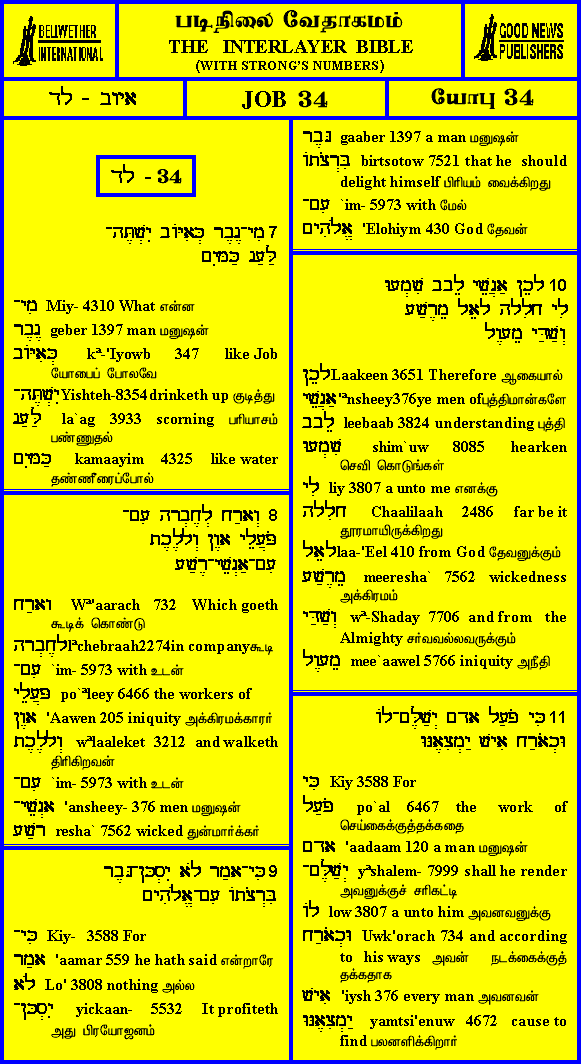 BELLWETHER
INTERNATIONAL
படிநிலை வேதாகமம்
THE INTERLAYER BIBLE
(WITH STRONG'S NUMBERS)
GOOD NEWS
PUBLISHERS
איוב - לד
JOB 34
யோபு 34
לד - 34
7 מִי־גֶבֶר כְּאִיּוֹב יִשְׁתֶּה־
לַּעַג כַּמָּיִם
מִי־ Miy- 4310 What என்ன
גֶבֶר geber 1397 man மனுஷன்
כְּאִיּוֹב kª-'Iyowb 347 like Job
யோபைப் போலவே
יִשְׁתֶּה־ Yishteh-8354 drinketh up குடித்து
לַּעַג la`ag 3933 scorning பரியாசம்
பண்ணுதல்
כַּמָּיִם kamaayim 4325 like water
தண்ணீரைப்போல்
8 וְאָרַח לְחֶבְרָה עִם־
פֹּעֲלֵי אָוֶן וְלָלֶכֶת
עִם־אַנְשֵׁי־רֶשַׁע
וְאָרַח Wª'aarach 732 Which goeth
கூடிக் கொண்டு
לְחֶבְרָה lªchebraah2274in companyகூடி
עִם־ `im- 5973 with உடன்
פֹּעֲלֵי po`ªleey 6466 the workers of
אָוֶן 'Aawen 205 iniquity அக்கிரமக்காரர்
וְלָלֶכֶת wªlaaleket 3212 and walketh
திரிகிறவன்
עִם־ `im- 5973 with உடன்
אַנְשֵׁי־ 'ansheey- 376 men மனுஷன்
רֶשַׁע resha` 7562 wicked துன்மார்க்கர்
9 כִּי־אָמַר לֹא יִסְכָּן־גָּבֶר
בִּרְצֹתוֹ עִם־אֱלֹהִים
כִּי־ Kiy- 3588 For
אָמַר 'aamar 559 he hath said என்றாரே
לֹא Lo' 3808 nothing அல்ல
יִסְכָּן־ yickaan- 5532 It profiteth
அது பிரயோஜனம்
גָּבֶר gaaber 1397 a man மனுஷன்
בִּרְצֹתוֹ birtsotow 7521 that he should
delight himself பிரியம் வைக்கிறது
עִם־ `im- 5973 with மேல்
אֱלֹהִים 'Elohiym 430 God தேவன்
10 לָכֵן אַנֲשֵׁי לֵבָב שִׁמְעוּ
לִי חָלִלָה לָאֵל מֵרֶשַׁע
וְשַׁדַּי מֵעָוֶל
לָכֵן Laakeen 3651 Therefore ஆகையால்
אַנֲשֵׁי 'ªnsheey376ye men ofபுத்திமான்களே
לֵבָב leebaab 3824 understanding புத்தி
שִׁמְעוּ shim`uw 8085 hearken
செவி கொடுங்கள்
לִי liy 3807 a unto me எனக்கு
חָלִלָה Chaalilaah 2486 far be it
தூரமாயிருக்கிறது
לָאֵל laa-'Eel 410 from God தேவனுக்கும்
מֵרֶשַׁע meeresha` 7562 wickedness
அக்கிரமம்
וְשַׁדַּי wª-Shaday 7706 and from the
Almighty சர்வவல்லவருக்கும்
מֵעָוֶל mee`aawel 5766 iniquity அநீதி
11 כִּי פֹעַל אָדָם יְשַׁלֶּם־לוֹ
וּכְאֹרַח אִישׁ יַמְצִאֶנּוּ
כִּי Kiy 3588 For
פֹעַל po`al 6467 the work of
செய்கைக்குத்தக்கதை
אָדָם 'aadaam 120 a man மனுஷன்
יְשַׁלֶּם־ yªshalem- 7999 shall he render
அவனுக்குச் சரிகட்டி
לוֹ low 3807 a unto him அவனவனுக்கு
וּכְאֹרַח Uwk'orach 734 and according
to his ways அவன் நடக்கைக்குத்
தக்கதாக
אִישׁ 'iysh 376 every man அவனவன்
יַמְצִאֶנּוּ yamtsi'enuw 4672 cause to
find பலனளிக்கிறார்